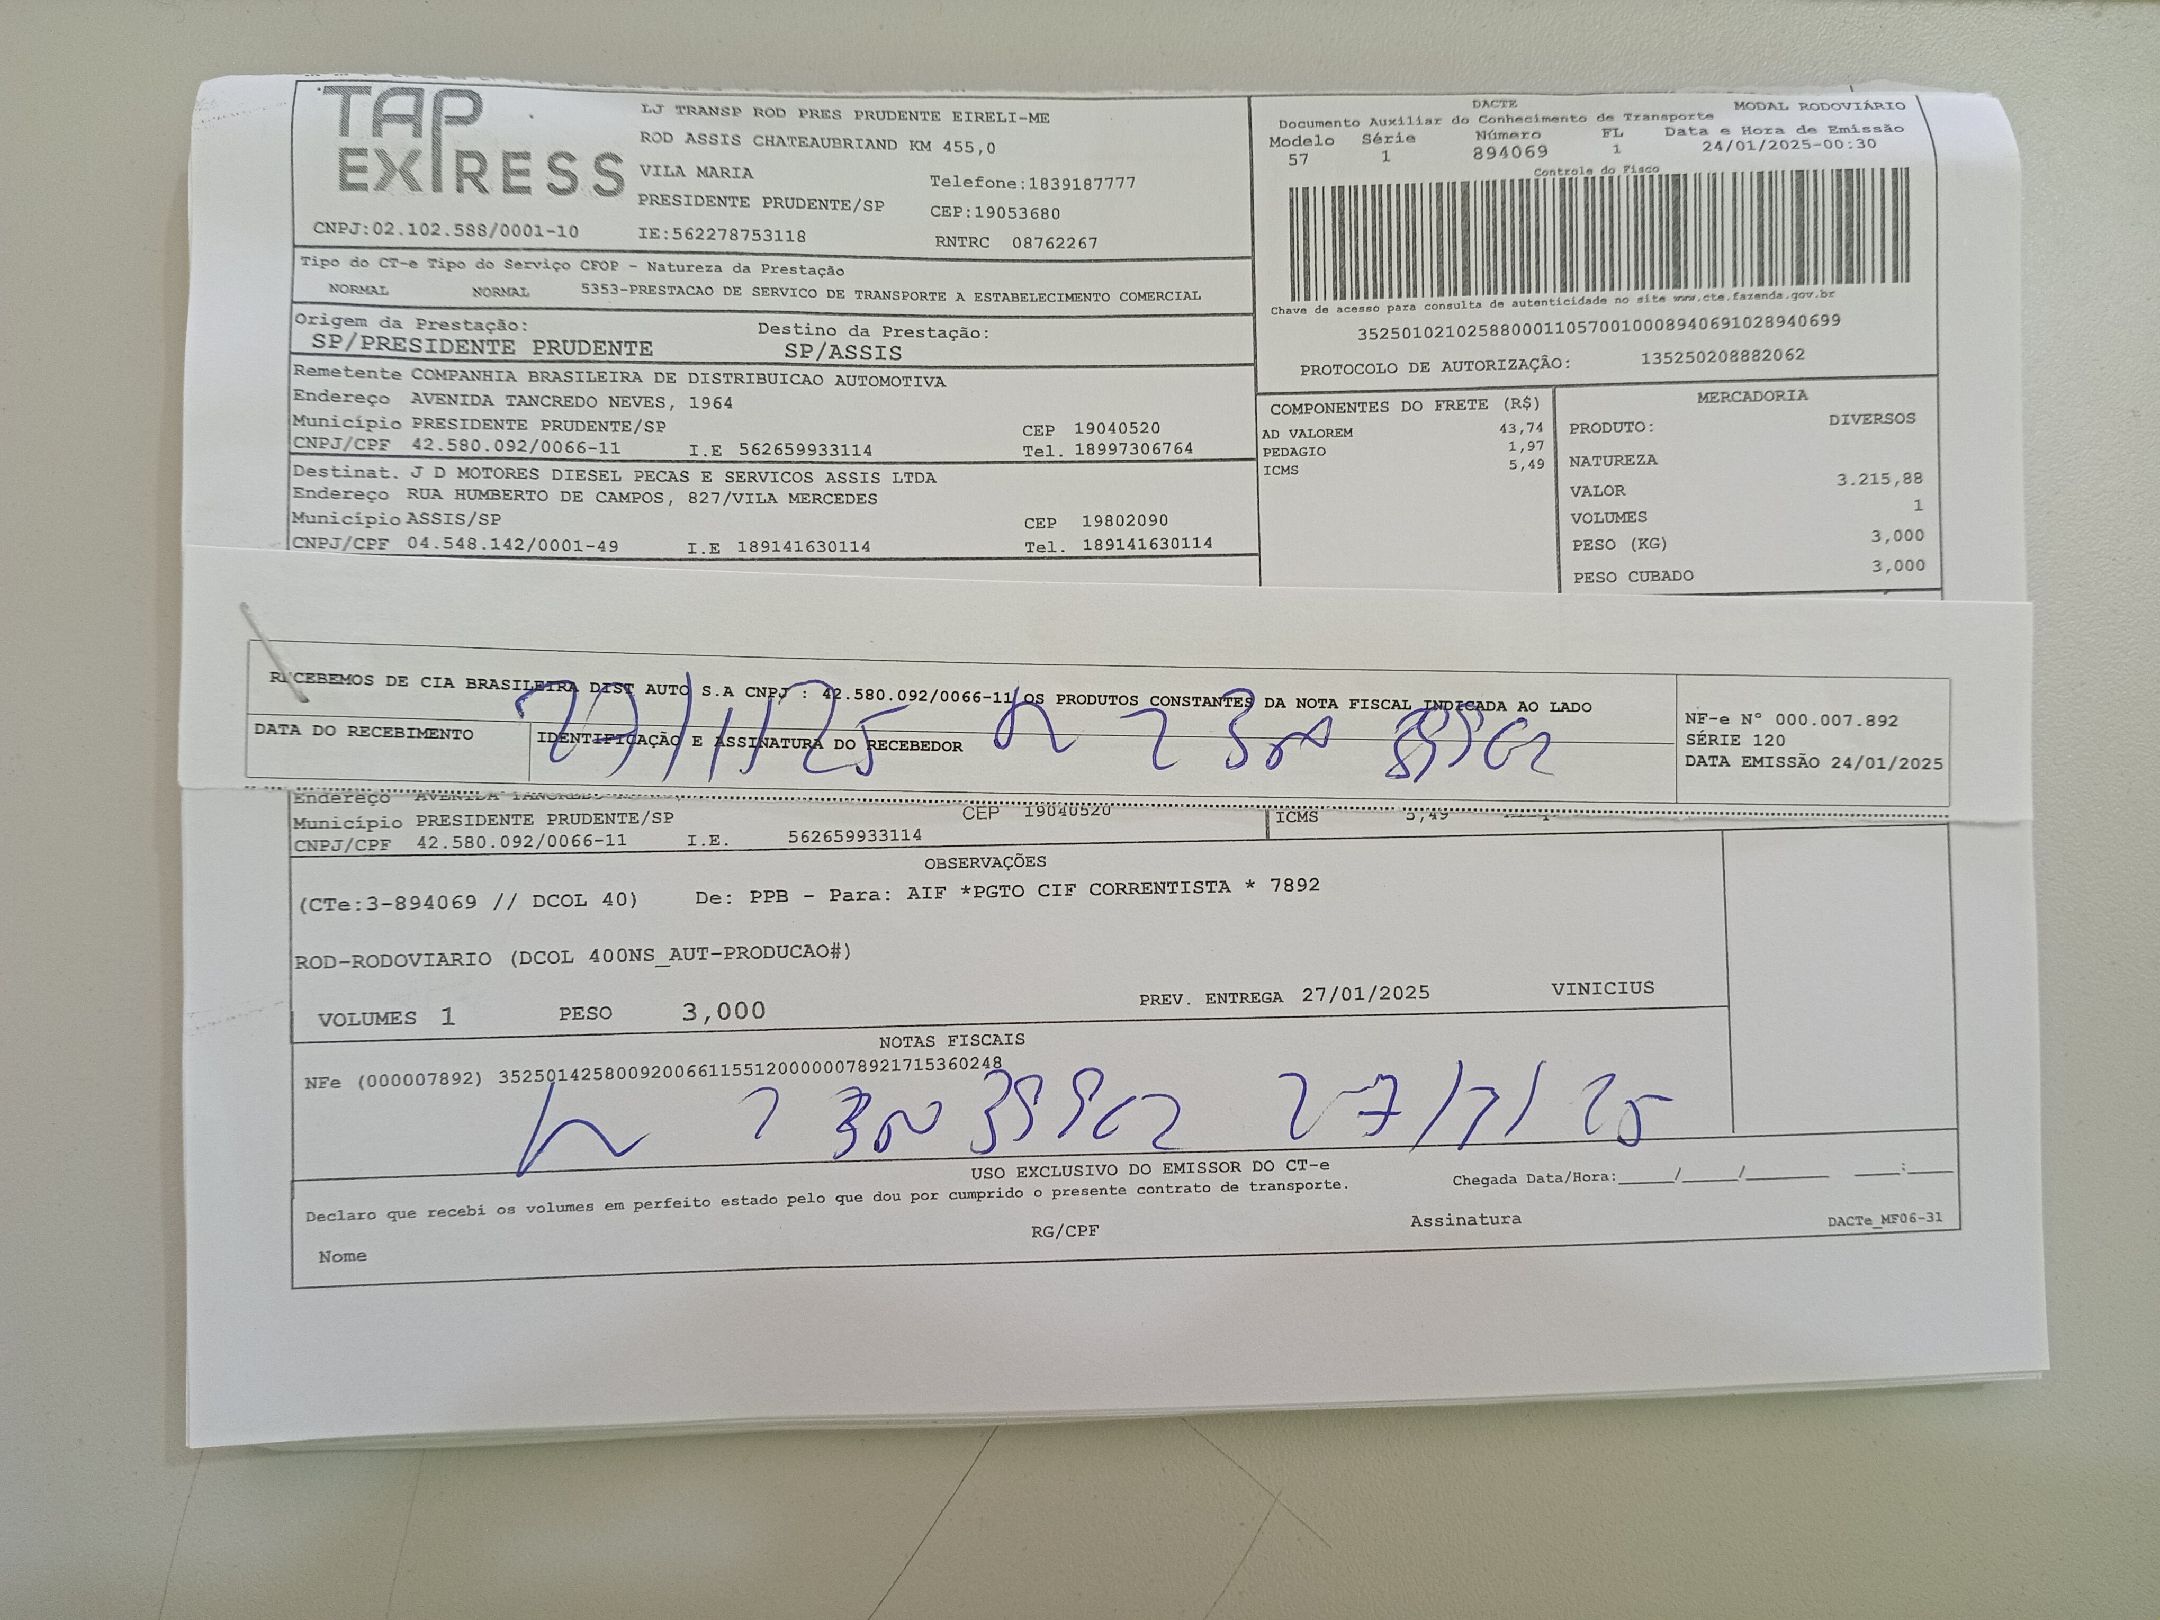 TAP EXPRESS
LJ TRANSP ROD PRES PRUDENTE EIRELI-ME
ROD ASSIS CHATEAUBRIAND KM 455,0
VILA MARIA
Telefone:1839187777
PRESIDENTE PRUDENTE/SP
CEP:19053680
CNPJ:02.102.588/0001-10
IE:562278753118
RNTRC 08762267
DACTE
MODAL RODOVIÁRIO
Documento Auxiliar do Conhecimento de Transporte
Modelo Série Número FL Data e Hora de Emissão
57 1 894069 1 24/01/2025-00:30
Controle do Fisco
Chave de acesso para consulta de autenticidade no site www.cte.fazenda.gov.br
35250102102588000110570010008940691028940699
PROTOCOLO DE AUTORIZAÇÃO: 135250208882062
Tipo do CT-e Tipo do Serviço CFOP - Natureza da Prestação
NORMAL NORMAL 5353-PRESTACAO DE SERVICO DE TRANSPORTE A ESTABELECIMENTO COMERCIAL
Origem da Prestação: Destino da Prestação:
SP/PRESIDENTE PRUDENTE SP/ASSIS
Remetente COMPANHIA BRASILEIRA DE DISTRIBUICAO AUTOMOTIVA
Endereço AVENIDA TANCREDO NEVES, 1964
Município PRESIDENTE PRUDENTE/SP CEP 19040520
CNPJ/CPF 42.580.092/0066-11 I.E 562659933114 Tel. 18997306764
Destinat. J D MOTORES DIESEL PECAS E SERVICOS ASSIS LTDA
Endereço RUA HUMBERTO DE CAMPOS, 827/VILA MERCEDES
Município ASSIS/SP CEP 19802090
CNPJ/CPF 04.548.142/0001-49 I.E 189141630114 Tel. 189141630114
COMPONENTES DO FRETE (R$)
AD VALOREM 43,74
PEDAGIO 1,97
ICMS 5,49
MERCADORIA
PRODUTO: DIVERSOS
NATUREZA
VALOR 3.215,88
VOLUMES 1
PESO (KG) 3,000
PESO CUBADO 3,000
RECEBEMOS DE CIA BRASILEIRA DIST AUTO S.A CNPJ : 42.580.092/0066-11 OS PRODUTOS CONSTANTES DA NOTA FISCAL INDICADA AO LADO
27/1/25
DATA DO RECEBIMENTO
IDENTIFICAÇÃO E ASSINATURA DO RECEBEDOR
NF-e N° 000.007.892
SÉRIE 120
DATA EMISSÃO 24/01/2025
Endereço AVENIDA TANCREDO
Município PRESIDENTE PRUDENTE/SP CEP 19040520 ICMS 5,49
CNPJ/CPF 42.580.092/0066-11 I.E. 562659933114
OBSERVAÇÕES
(CTe:3-894069 // DCOL 40) De: PPB - Para: AIF *PGTO CIF CORRENTISTA * 7892
ROD-RODOVIARIO (DCOL 400NS_AUT-PRODUCAO#)
VOLUMES 1 PESO 3,000 PREV. ENTREGA 27/01/2025 VINICIUS
NOTAS FISCAIS
NFe (000007892) 35250142580092006611551200000078921715360248
27/1/25
USO EXCLUSIVO DO EMISSOR DO CT-e
Declaro que recebi os volumes em perfeito estado pelo que dou por cumprido o presente contrato de transporte.
Chegada Data/Hora:_____/_____/_______ ____:____
Nome RG/CPF Assinatura DACTe_MF06-31